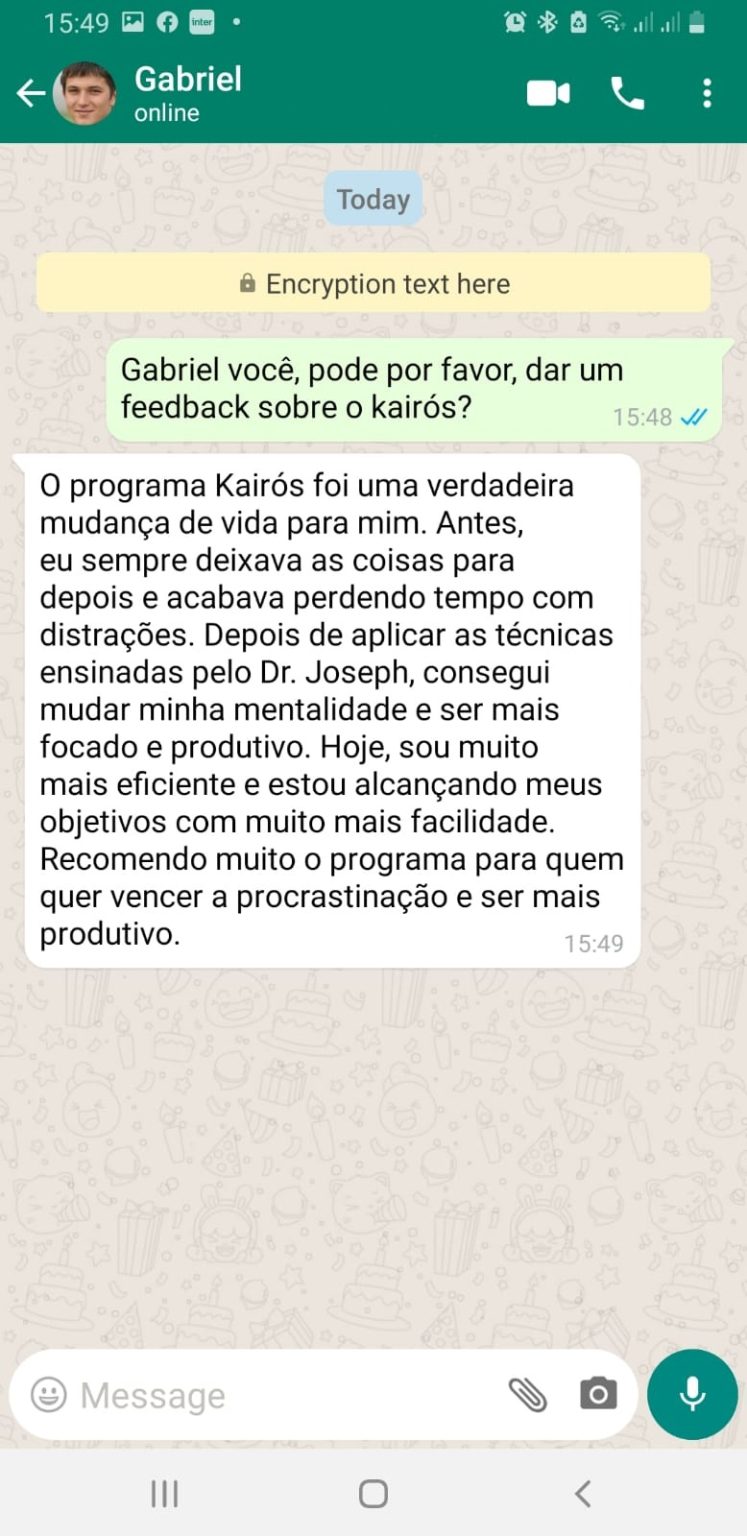 15:49 inter
Gabriel
online
Today
Encryption text here
Gabriel você, pode por favor, dar um
feedback sobre o kairós?
15:48
O programa Kairós foi uma verdadeira
mudança de vida para mim. Antes,
eu sempre deixava as coisas para
depois e acabava perdendo tempo com
distrações. Depois de aplicar as técnicas
ensinadas pelo Dr. Joseph, consegui
mudar minha mentalidade e ser mais
focado e produtivo. Hoje, sou muito
mais eficiente e estou alcançando meus
objetivos com muito mais facilidade.
Recomendo muito o programa para quem
quer vencer a procrastinação e ser mais
produtivo.
15:49
Message